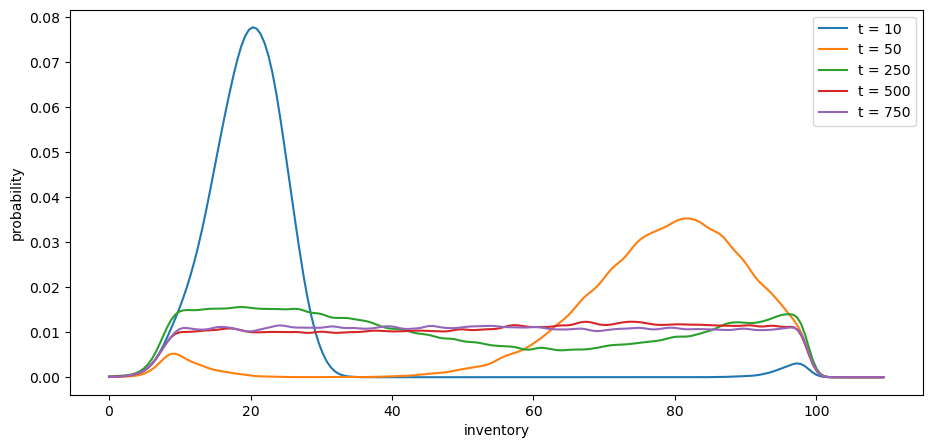 0.08
0.07
0.06
0.05
0.04
0.03
0.02
0.01
0.00
probability
0 20 40 60 80 100
inventory
t = 10
t = 50
t = 250
t = 500
t = 750